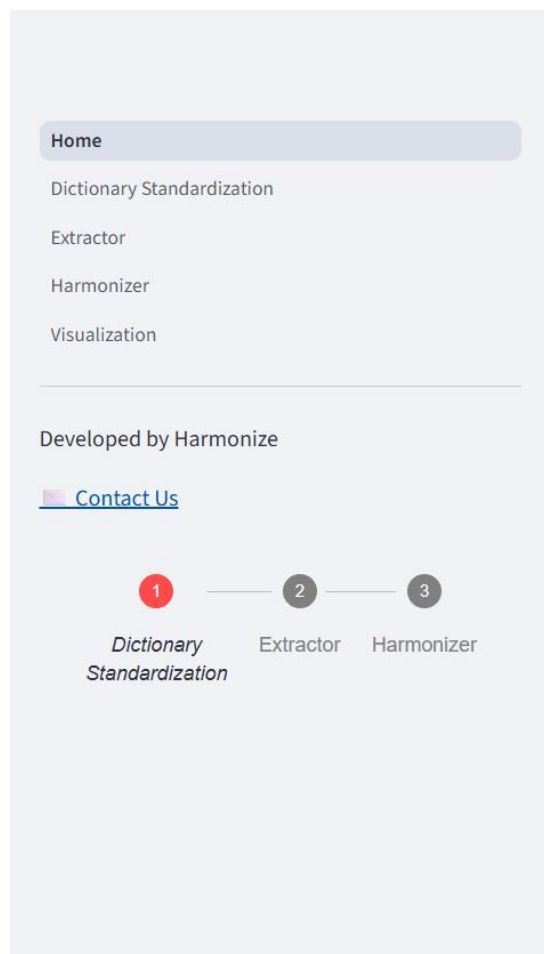 Home
Dictionary Standardization
Extractor
Harmonizer
Visualization
Developed by Harmonize
Contact Us
1 2 3
Dictionary Extractor Harmonizer
Standardization